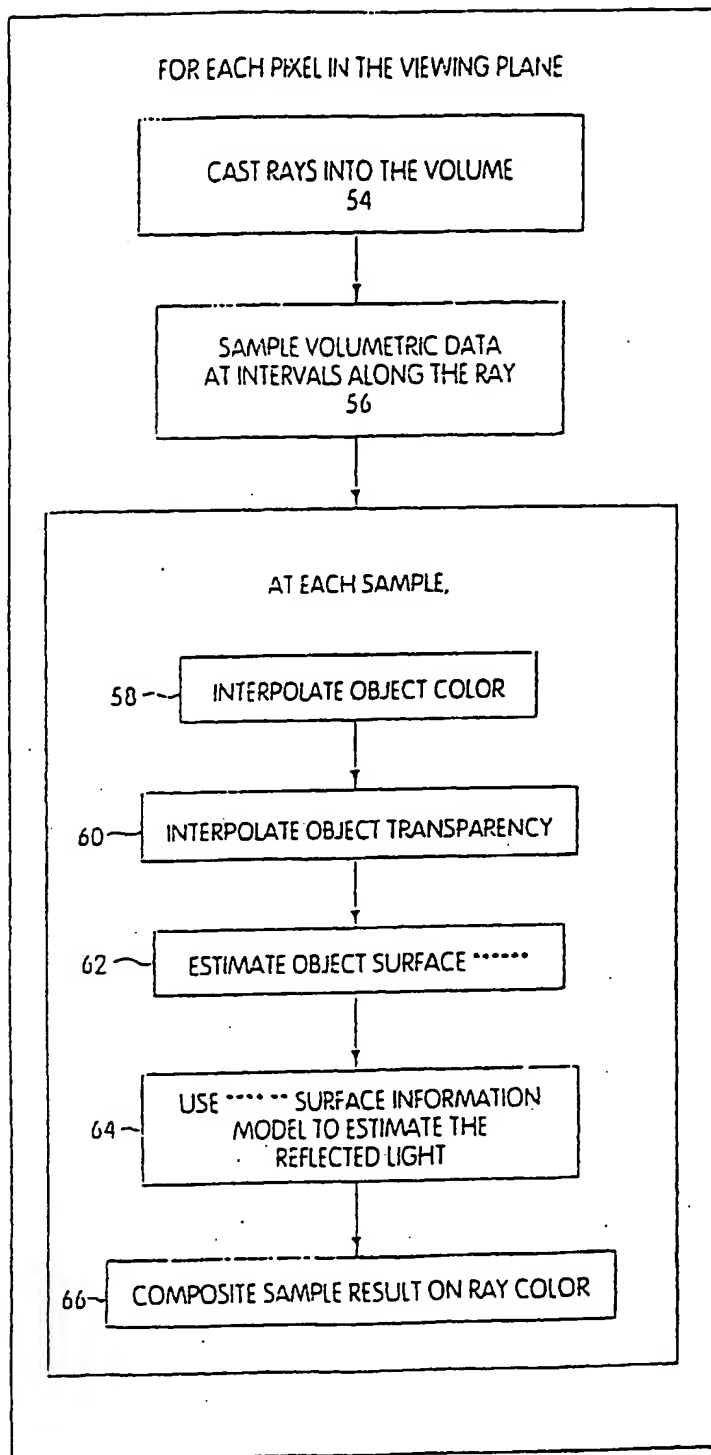 FOR EACH PIXEL IN THE VIEWING PLANE
CAST RAYS INTO THE VOLUME
54
SAMPLE VOLUMETRIC DATA
AT INTERVALS ALONG THE RAY
56
AT EACH SAMPLE,
58 INTERPOLATE OBJECT COLOR
60 INTERPOLATE OBJECT TRANSPARENCY
62 ESTIMATE OBJECT SURFACE
USE SURFACE INFORMATION
64 MODEL TO ESTIMATE THE
REFLECTED LIGHT
66 COMPOSITE SAMPLE RESULT ON RAY COLOR